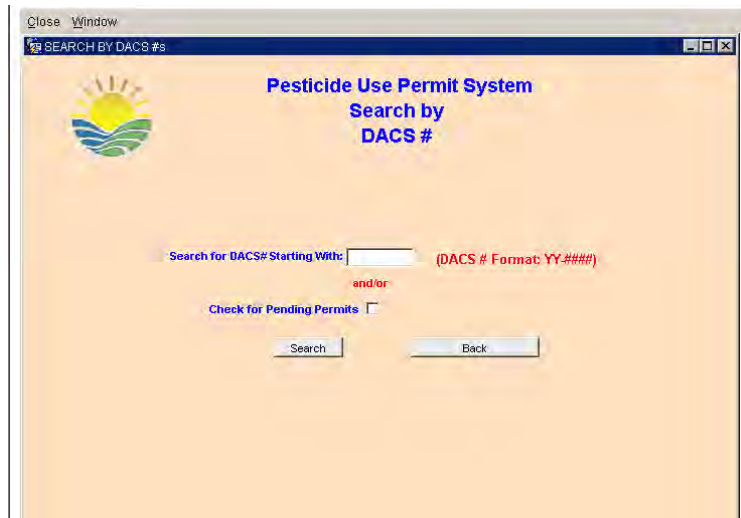 Close Window
SEARCH BY DACS #s
Pesticide Use Permit System
Search by
DACS #
Search for DACS# Starting With: (DACS # Format: YY-####)
and/or
Check for Pending Permits
Search Back